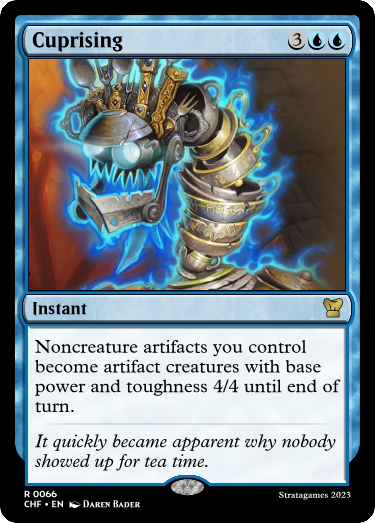 Cuprising 3
Instant
Noncreature artifacts you control
become artifact creatures with base
power and toughness 4/4 until end of
turn.
It quickly became apparent why nobody
showed up for tea time.
R 0066
CHF • EN DAREN BADER
Stratagames 2023